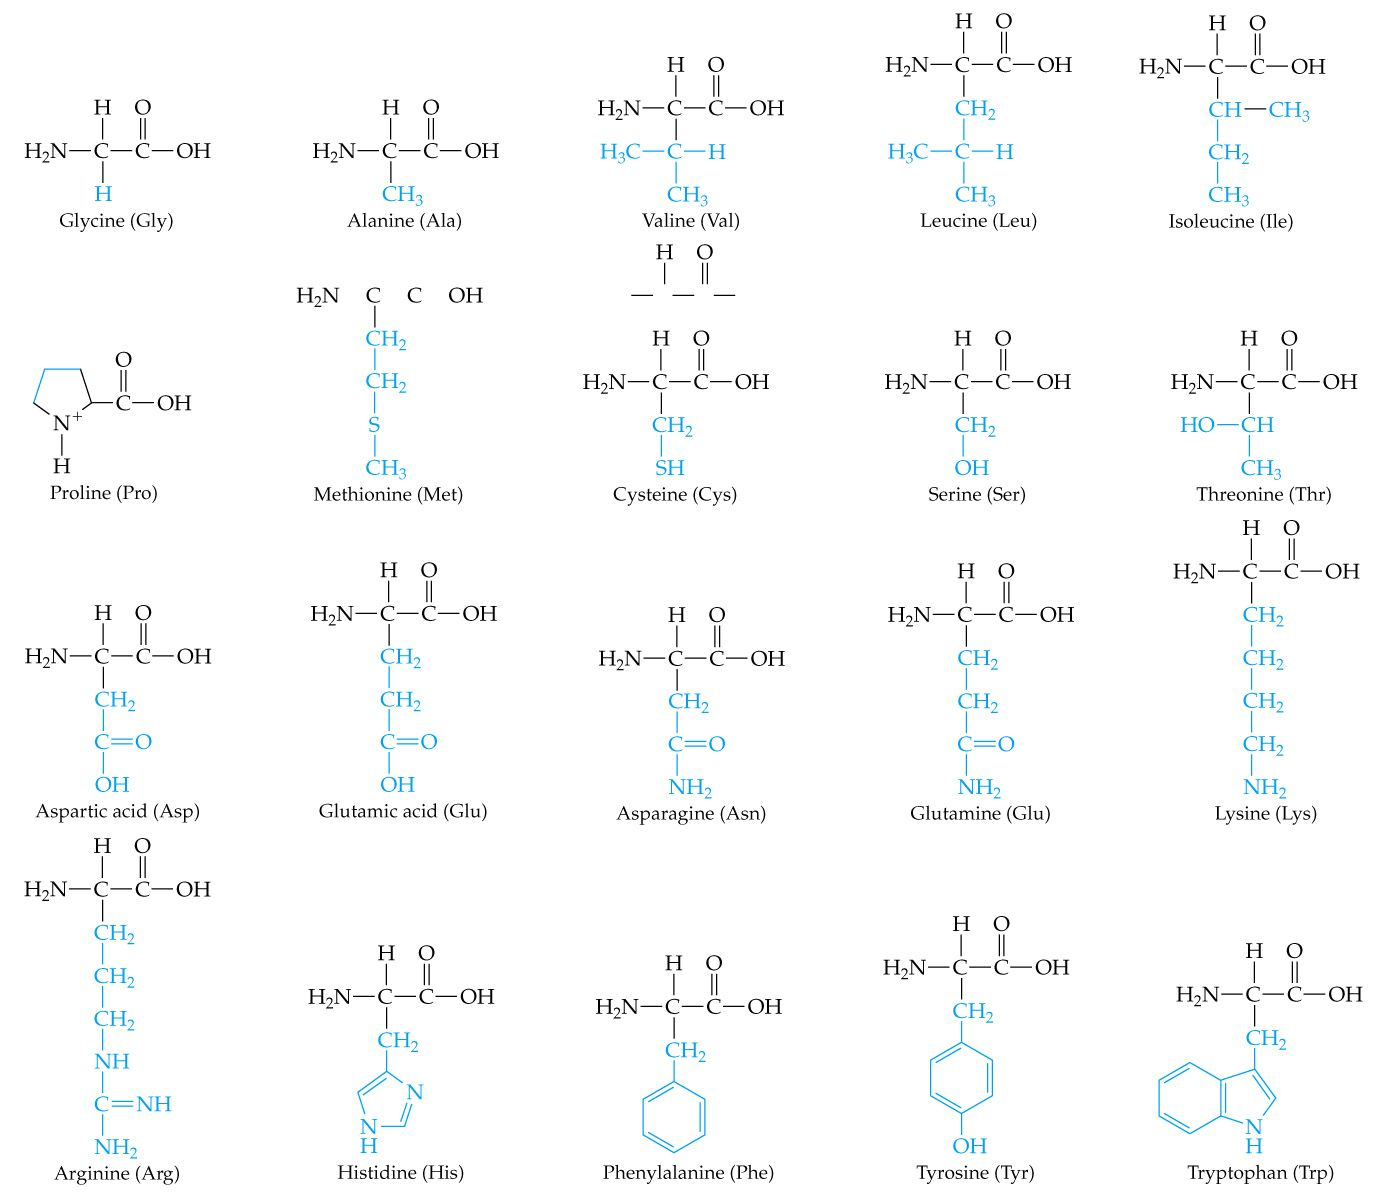 H O
H₂N—C—C—OH
H
Glycine (Gly)
H O
H₂N—C—C—OH
CH₃
Alanine (Ala)
H O
H₂N—C—C—OH
H₃C—C—H
CH₃
Valine (Val)
H O
H₂N—C—C—OH
CH₂
H₃C—C—H
CH₃
Leucine (Leu)
H O
H₂N—C—C—OH
CH—CH₃
CH₂
CH₃
Isoleucine (Ile)
O
C—OH
N⁺
H
Proline (Pro)
H₂N C C OH
CH₂
CH₂
S
CH₃
Methionine (Met)
H O
H O
H₂N—C—C—OH
CH₂
SH
Cysteine (Cys)
H O
H₂N—C—C—OH
CH₂
OH
Serine (Ser)
H O
H₂N—C—C—OH
HO—CH
CH₃
Threonine (Thr)
H O
H₂N—C—C—OH
CH₂
C=O
OH
Aspartic acid (Asp)
H O
H₂N—C—C—OH
CH₂
CH₂
C=O
OH
Glutamic acid (Glu)
H O
H₂N—C—C—OH
CH₂
C=O
NH₂
Asparagine (Asn)
H O
H₂N—C—C—OH
CH₂
CH₂
C=O
NH₂
Glutamine (Glu)
H O
H₂N—C—C—OH
CH₂
CH₂
CH₂
CH₂
NH₂
Lysine (Lys)
H O
H₂N—C—C—OH
CH₂
CH₂
CH₂
NH
C=NH
NH₂
Arginine (Arg)
H O
H₂N—C—C—OH
CH₂
N
N
H
Histidine (His)
H O
H₂N—C—C—OH
CH₂
Phenylalanine (Phe)
H O
H₂N—C—C—OH
CH₂
OH
Tyrosine (Tyr)
H O
H₂N—C—C—OH
CH₂
N
H
Tryptophan (Trp)